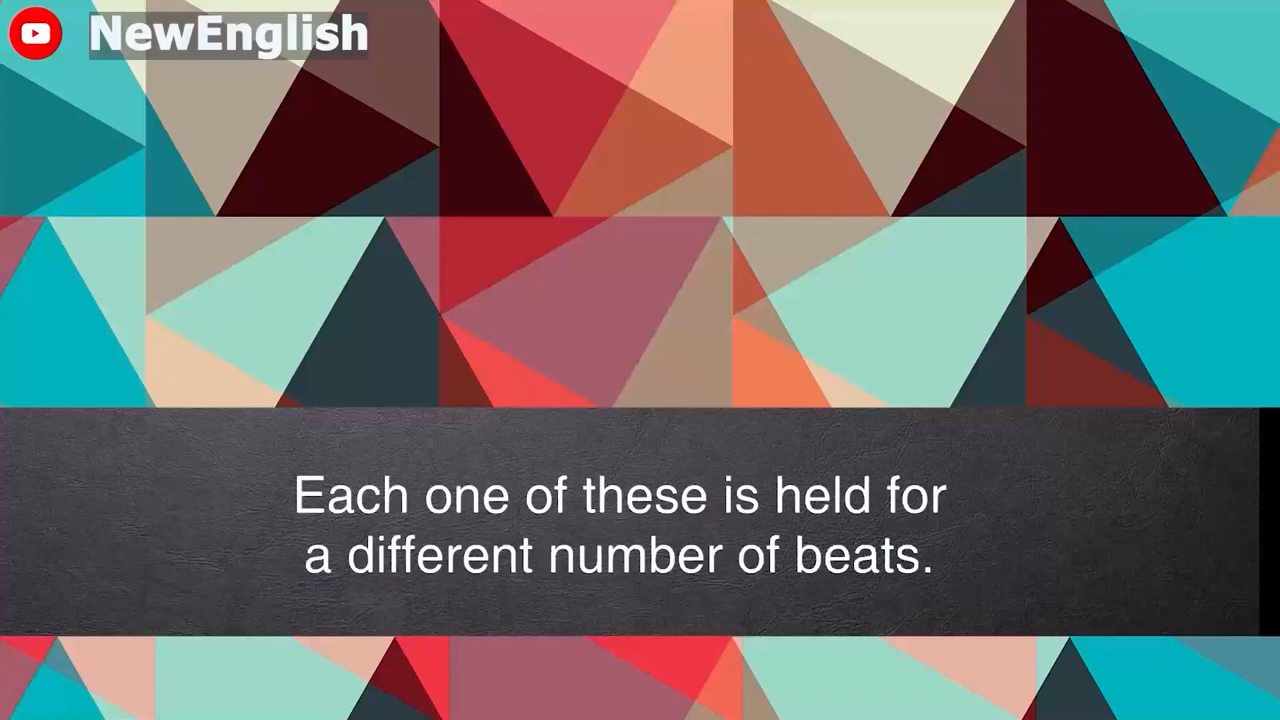 NewEnglish
Each one of these is held for
a different number of beats.